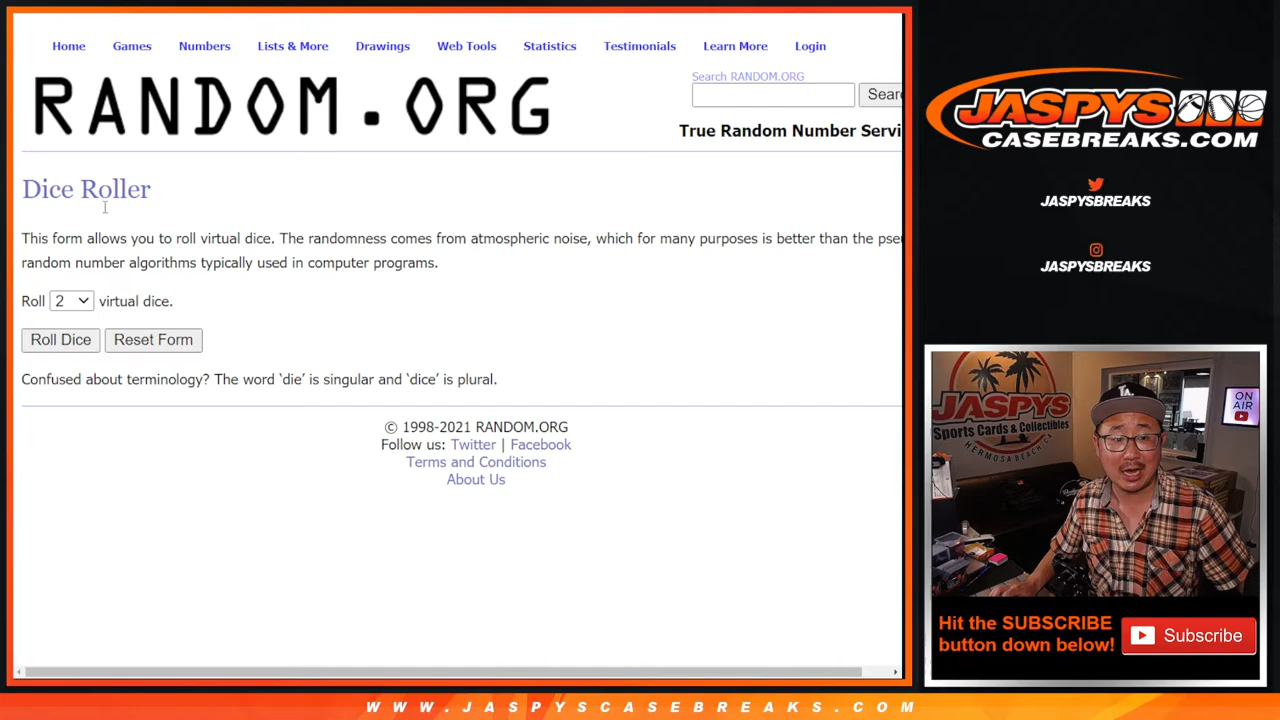 Home Games Numbers Lists & More Drawings Web Tools Statistics Testimonials Learn More Login
RANDOM.ORG
Search RANDOM.ORG
Sear
True Random Number Servi
Dice Roller
This form allows you to roll virtual dice. The randomness comes from atmospheric noise, which for many purposes is better than the pse
random number algorithms typically used in computer programs.
Roll 2 virtual dice.
Roll Dice Reset Form
Confused about terminology? The word ‘die’ is singular and ‘dice’ is plural.
© 1998-2021 RANDOM.ORG
Follow us: Twitter | Facebook
Terms and Conditions
About Us
JASPYS
CASEBREAKS.COM
JASPYSBREAKS
JASPYSBREAKS
JASPYS
Sports Cards & Collectibles
HERMOSA BEACH, CA
ON
AIR
TA
Hit the SUBSCRIBE
button down below!
Subscribe
WWW.JASPYSCASEBREAKS.COM